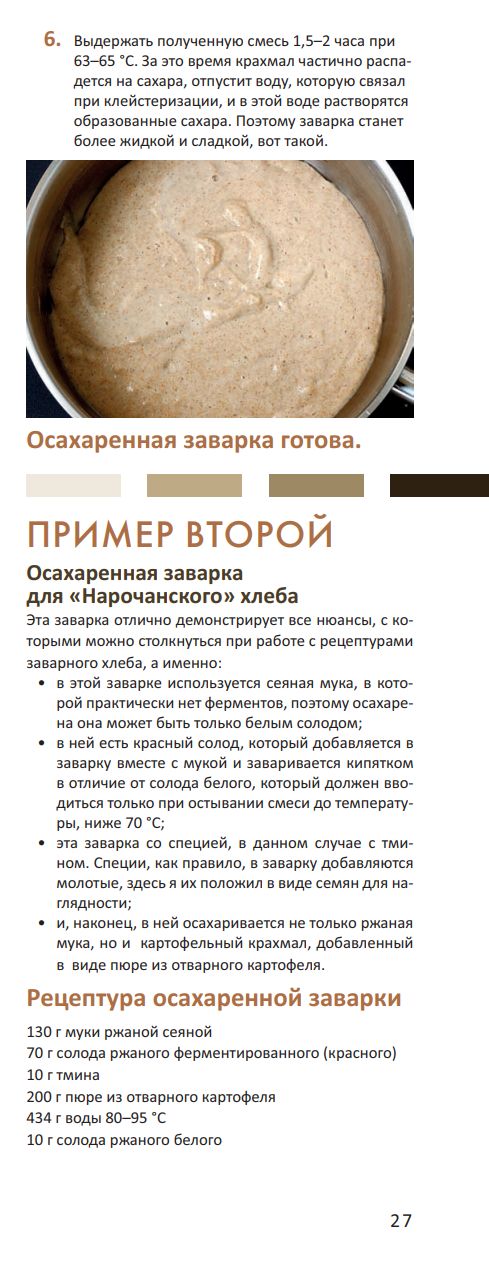 6. Выдержать полученную смесь 1,5–2 часа при
63–65 °С. За это время крахмал частично распа-
дется на сахара, отпустит воду, которую связал
при клейстеризации, и в этой воде растворятся
образованные сахара. Поэтому заварка станет
более жидкой и сладкой, вот такой.
Осахаренная заварка готова.
ПРИМЕР ВТОРОЙ
Осахаренная заварка
для «Нарочанского» хлеба
Эта заварка отлично демонстрирует все нюансы, с ко-
торыми можно столкнуться при работе с рецептурами
заварного хлеба, а именно:
• в этой заварке используется сеяная мука, в кото-
рой практически нет ферментов, поэтому осахаре-
на она может быть только белым солодом;
• в ней есть красный солод, который добавляется в
заварку вместе с мукой и заваривается кипятком
в отличие от солода белого, который должен вво-
диться только при остывании смеси до температу-
ры, ниже 70 °С;
• эта заварка со специей, в данном случае с тми-
ном. Специи, как правило, в заварку добавляются
молотые, здесь я их положил в виде семян для на-
глядности;
• и, наконец, в ней осахаривается не только ржаная
мука, но и картофельный крахмал, добавленный
в виде пюре из отварного картофеля.
Рецептура осахаренной заварки
130 г муки ржаной сеяной
70 г солода ржаного ферментированного (красного)
10 г тмина
200 г пюре из отварного картофеля
434 г воды 80–95 °С
10 г солода ржаного белого
27